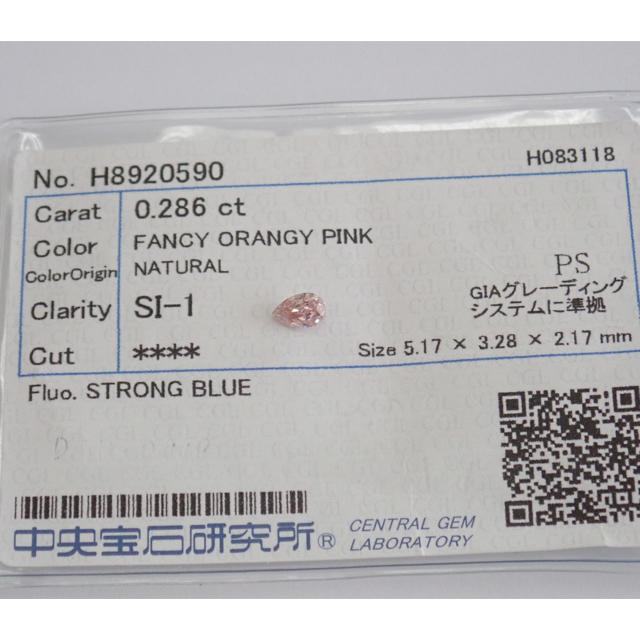 No. H8920590 H083118
Carat 0.286 ct
Color FANCY ORANGY PINK
ColorOrigin NATURAL
PS
Clarity SI-1
GIAグレーディング
システムに準拠
Cut ****
Size 5.17 × 3.28 × 2.17 mm
Fluo. STRONG BLUE
中央宝石研究所® CENTRAL GEM
LABORATORY